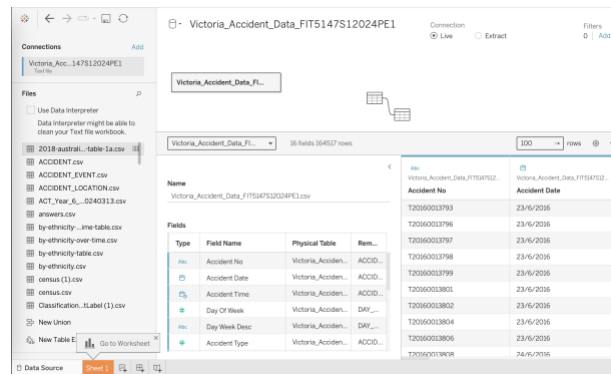 Victoria_Accident_Data_FIT5147S12024PE1
Connection
Live
Extract
Filters
0
Add
Connections
Add
Victoria_Acc...147S12024PE1
Text file
Files
Use Data Interpreter
Data Interpreter might be able to
clean your Text file workbook.
2018-australi...-table-1a.csv
ACCIDENT.csv
ACCIDENT_EVENT.csv
ACCIDENT_LOCATION.csv
ACT_Year_6_...0240313.csv
answers.csv
by-ethnicity-...ime-table.csv
by-ethnicity-over-time.csv
by-ethnicity-table.csv
by-ethnicity.csv
census (1).csv
census.csv
Classification...tLabel (1).csv
New Union
New Table E
Go to Worksheet
Data Source
Sheet 1
Victoria_Accident_Data_FI...
Victoria_Accident_Data_FI...
16 fields 164517 rows
100
rows
Name
Victoria_Accident_Data_FIT5147S12024PE1.csv
Fields
Type Field Name Physical Table Rem...
Abc Accident No Victoria_Acciden... ACCID...
Accident Date Victoria_Acciden... ACCID...
Accident Time Victoria_Acciden... ACCID...
# Day Of Week Victoria_Acciden... DAY_...
Abc Day Week Desc Victoria_Acciden... DAY_...
# Accident Type Victoria_Acciden... ACCID...
Abc
Victoria_Accident_Data_FIT5147S12... Victoria_Accident_Data_FIT5147S12...
Accident No Accident Date
T20160013793 23/6/2016
T20160013796 23/6/2016
T20160013797 23/6/2016
T20160013798 23/6/2016
T20160013799 23/6/2016
T20160013801 23/6/2016
T20160013802 23/6/2016
T20160013804 23/6/2016
T20160013806 23/6/2016
T20160013808 24/6/2016